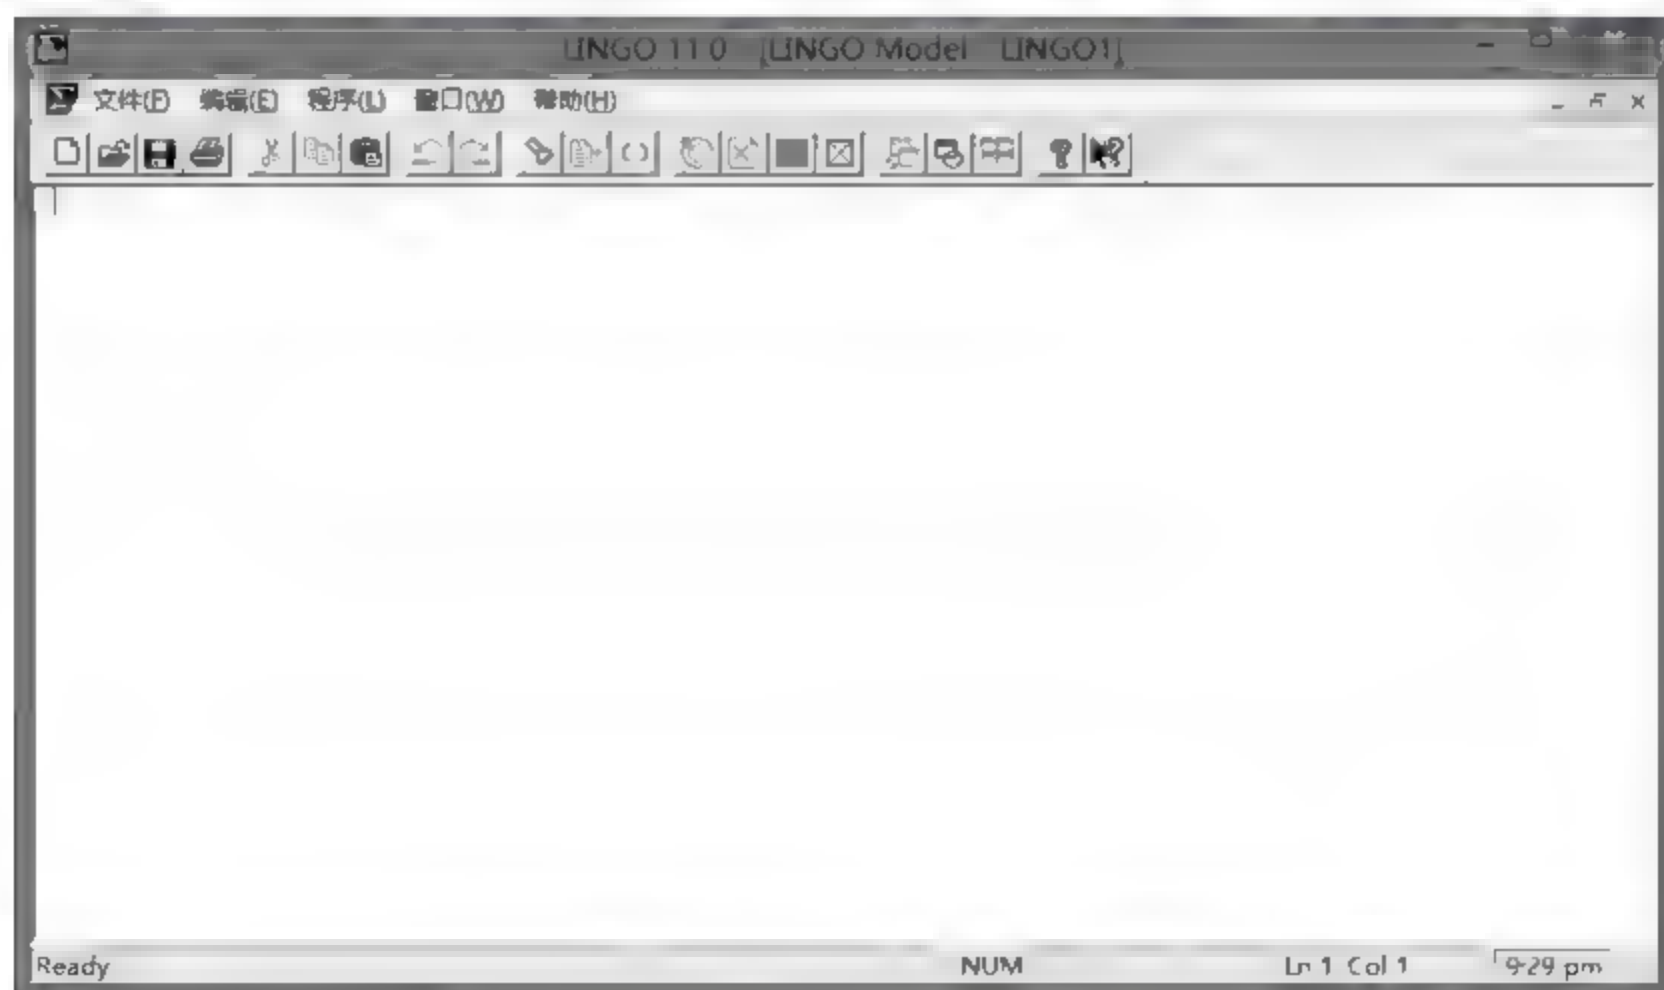 LINGO 11.0 - [LINGO Model - LINGO1]
文件(F) 编辑(E) 程序(L) 窗口(W) 帮助(H)
Ready NUM Ln 1 Col 1 9:29 pm